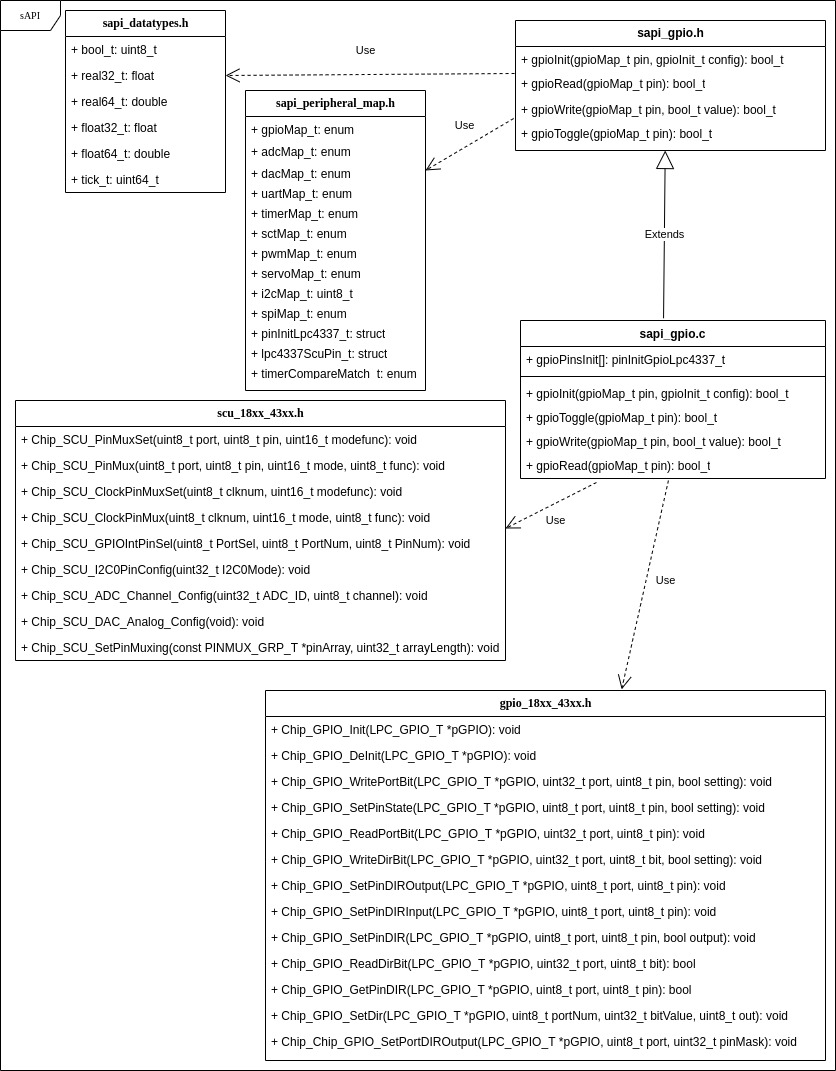 sAPI
sapi_datatypes.h
+ bool_t: uint8_t
+ real32_t: float
+ real64_t: double
+ float32_t: float
+ float64_t: double
+ tick_t: uint64_t
Use
sapi_gpio.h
+ gpioInit(gpioMap_t pin, gpioInit_t config): bool_t
+ gpioRead(gpioMap_t pin): bool_t
+ gpioWrite(gpioMap_t pin, bool_t value): bool_t
+ gpioToggle(gpioMap_t pin): bool_t
Use
sapi_peripheral_map.h
+ gpioMap_t: enum
+ adcMap_t: enum
+ dacMap_t: enum
+ uartMap_t: enum
+ timerMap_t: enum
+ sctMap_t: enum
+ pwmMap_t: enum
+ servoMap_t: enum
+ i2cMap_t: uint8_t
+ spiMap_t: enum
+ pinInitLpc4337_t: struct
+ lpc4337ScuPin_t: struct
+ timerCompareMatch_t: enum
Extends
sapi_gpio.c
+ gpioPinsInit[]: pinInitGpioLpc4337_t
+ gpioInit(gpioMap_t pin, gpioInit_t config): bool_t
+ gpioToggle(gpioMap_t pin): bool_t
+ gpioWrite(gpioMap_t pin, bool_t value): bool_t
+ gpioRead(gpioMap_t pin): bool_t
scu_18xx_43xx.h
+ Chip_SCU_PinMuxSet(uint8_t port, uint8_t pin, uint16_t modefunc): void
+ Chip_SCU_PinMux(uint8_t port, uint8_t pin, uint16_t mode, uint8_t func): void
+ Chip_SCU_ClockPinMuxSet(uint8_t clknum, uint16_t modefunc): void
+ Chip_SCU_ClockPinMux(uint8_t clknum, uint16_t mode, uint8_t func): void
+ Chip_SCU_GPIOIntPinSel(uint8_t PortSel, uint8_t PortNum, uint8_t PinNum): void
+ Chip_SCU_I2C0PinConfig(uint32_t I2C0Mode): void
+ Chip_SCU_ADC_Channel_Config(uint32_t ADC_ID, uint8_t channel): void
+ Chip_SCU_DAC_Analog_Config(void): void
+ Chip_SCU_SetPinMuxing(const PINMUX_GRP_T *pinArray, uint32_t arrayLength): void
Use
Use
gpio_18xx_43xx.h
+ Chip_GPIO_Init(LPC_GPIO_T *pGPIO): void
+ Chip_GPIO_DeInit(LPC_GPIO_T *pGPIO): void
+ Chip_GPIO_WritePortBit(LPC_GPIO_T *pGPIO, uint32_t port, uint8_t pin, bool setting): void
+ Chip_GPIO_SetPinState(LPC_GPIO_T *pGPIO, uint8_t port, uint8_t pin, bool setting): void
+ Chip_GPIO_ReadPortBit(LPC_GPIO_T *pGPIO, uint32_t port, uint8_t pin): void
+ Chip_GPIO_WriteDirBit(LPC_GPIO_T *pGPIO, uint32_t port, uint8_t bit, bool setting): void
+ Chip_GPIO_SetPinDIROutput(LPC_GPIO_T *pGPIO, uint8_t port, uint8_t pin): void
+ Chip_GPIO_SetPinDIRInput(LPC_GPIO_T *pGPIO, uint8_t port, uint8_t pin): void
+ Chip_GPIO_SetPinDIR(LPC_GPIO_T *pGPIO, uint8_t port, uint8_t pin, bool output): void
+ Chip_GPIO_ReadDirBit(LPC_GPIO_T *pGPIO, uint32_t port, uint8_t bit): bool
+ Chip_GPIO_GetPinDIR(LPC_GPIO_T *pGPIO, uint8_t port, uint8_t pin): bool
+ Chip_GPIO_SetDir(LPC_GPIO_T *pGPIO, uint8_t portNum, uint32_t bitValue, uint8_t out): void
+ Chip_Chip_GPIO_SetPortDIROutput(LPC_GPIO_T *pGPIO, uint8_t port, uint32_t pinMask): void